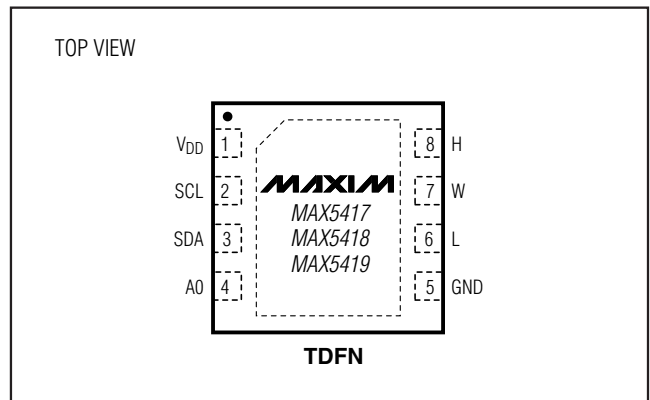 TOP VIEW
VDD 1
SCL 2
SDA 3
A0 4
MAXIM
MAX5417
MAX5418
MAX5419
8 H
7 W
6 L
5 GND
TDFN